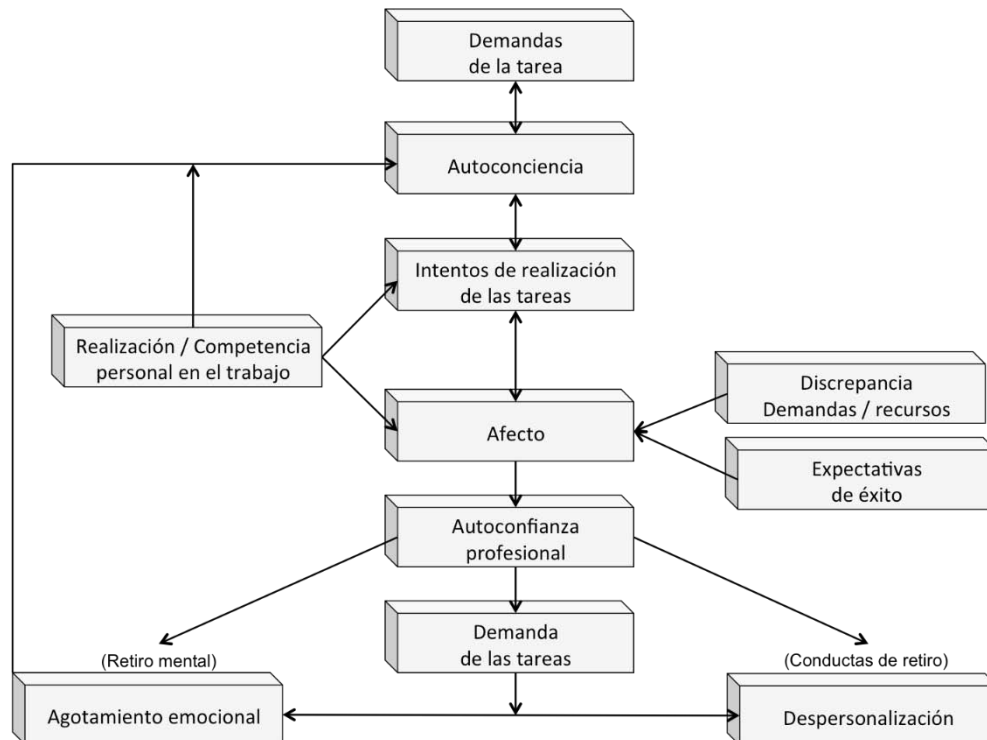 Demandas
de la tarea
Autoconciencia
Intentos de realización
de las tareas
Realización / Competencia
personal en el trabajo
Discrepancia
Demandas / recursos
Afecto
Expectativas
de éxito
Autoconfianza
profesional
Demanda
de las tareas
(Retiro mental)
(Conductas de retiro)
Agotamiento emocional
Despersonalización